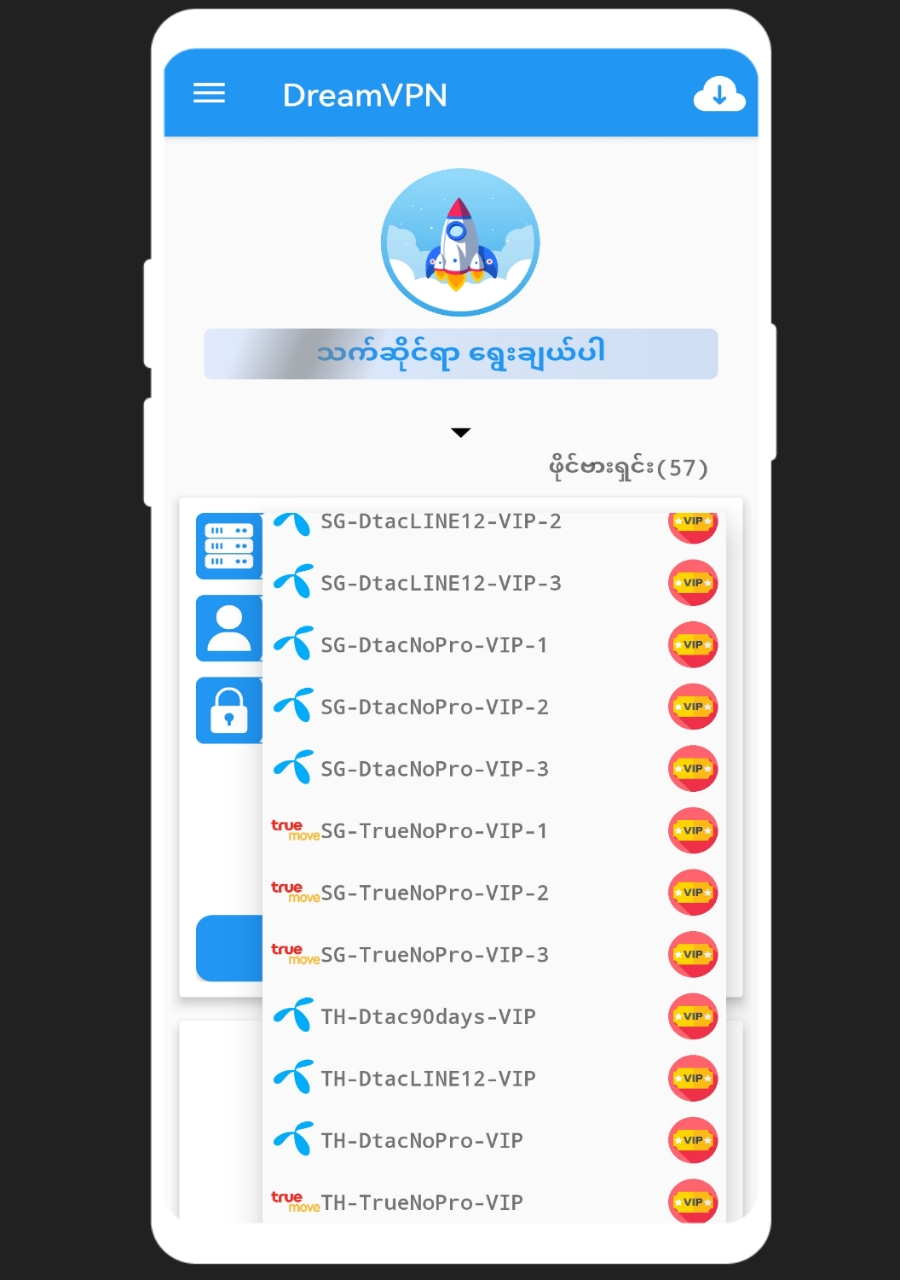 DreamVPN
သက်ဆိုင်ရာ ရွေးချယ်ပါ
ဖိုင်ဗားရှင်း(57)
SG-DtacLINE12-VIP-2 VIP
SG-DtacLINE12-VIP-3 VIP
SG-DtacNoPro-VIP-1 VIP
SG-DtacNoPro-VIP-2 VIP
SG-DtacNoPro-VIP-3 VIP
true move SG-TrueNoPro-VIP-1 VIP
true move SG-TrueNoPro-VIP-2 VIP
true move SG-TrueNoPro-VIP-3 VIP
TH-Dtac90days-VIP VIP
TH-DtacLINE12-VIP VIP
TH-DtacNoPro-VIP VIP
true move TH-TrueNoPro-VIP VIP